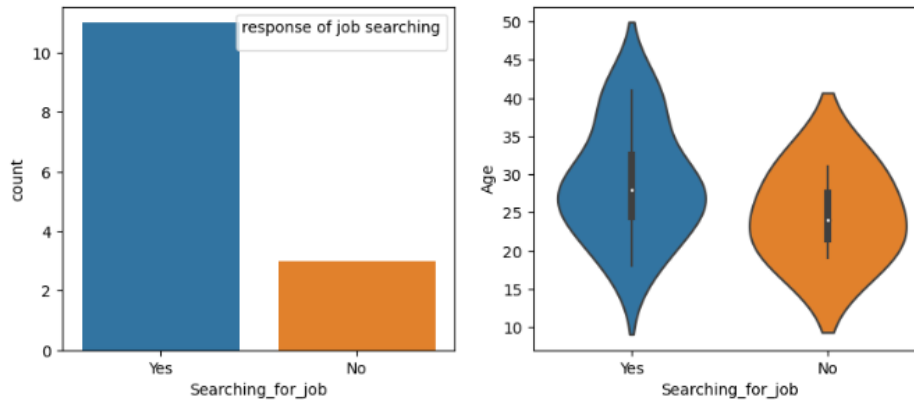 response of job searching
10
8
6
4
2
0
count
Yes
No
Searching_for_job
50
45
40
35
30
25
20
15
10
Age
Yes
No
Searching_for_job